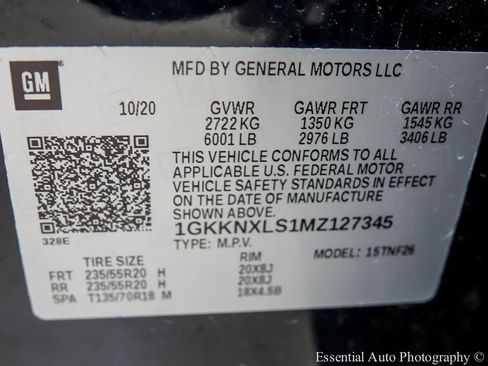 GM
MFD BY GENERAL MOTORS LLC
10/20 GVWR GAWR FRT GAWR RR
2722 KG 1350 KG 1545 KG
6001 LB 2976 LB 3406 LB
THIS VEHICLE CONFORMS TO ALL
APPLICABLE U.S. FEDERAL MOTOR
VEHICLE SAFETY STANDARDS IN EFFECT
ON THE DATE OF MANUFACTURE
SHOWN ABOVE.
328E
1GKKNXLS1MZ127345
TYPE: M.P.V. MODEL: 15TNF26
TIRE SIZE RIM
FRT 235/55R20 H 20X8J
RR 235/55R20 H 20X8J
SPA T135/70R18 M 18X4.5B
Essential Auto Photography ©